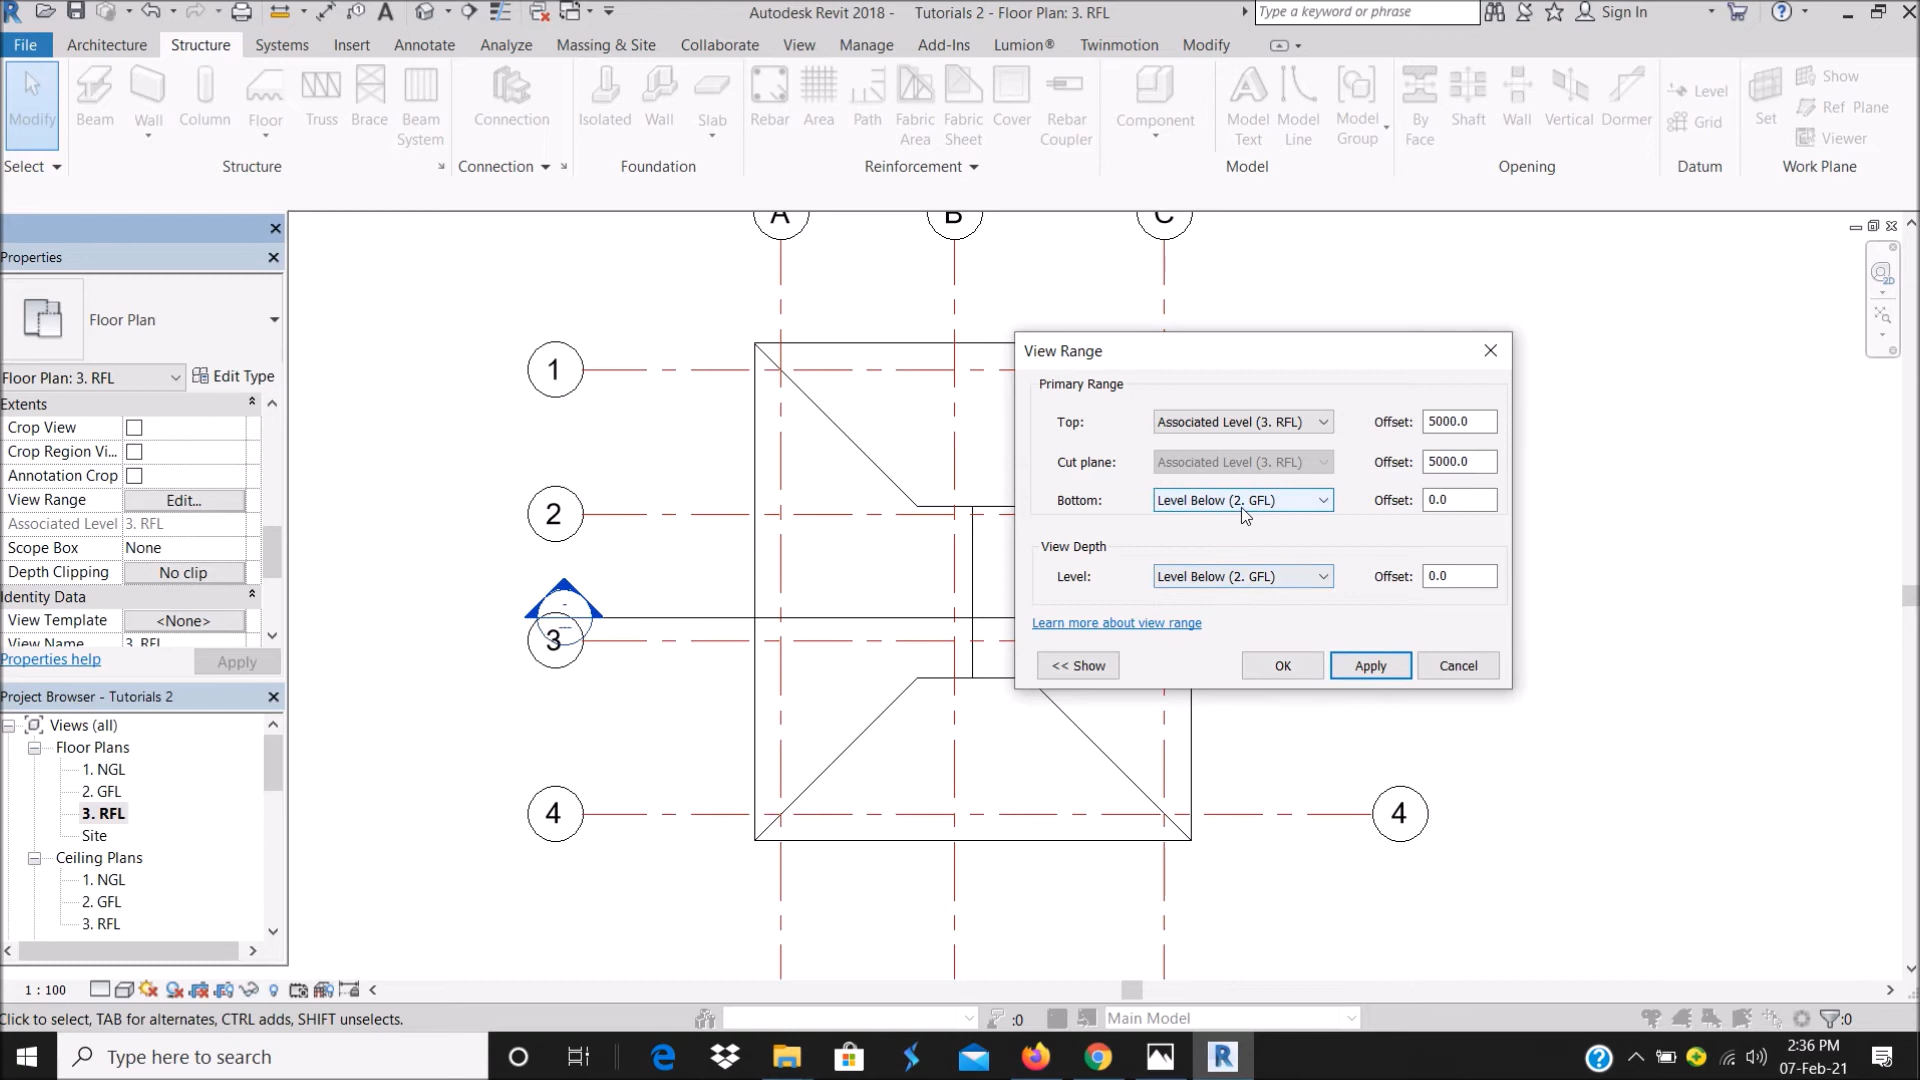 Autodesk Revit 2018 - Tutorials 2 - Floor Plan: 3. RFL
Type a keyword or phrase
Sign In
File Architecture Structure Systems Insert Annotate Analyze Massing & Site Collaborate View Manage Add-Ins Lumion® Twinmotion Modify
Modify Beam Wall Column Floor Truss Brace Beam System Connection Isolated Wall Slab Rebar Area Path Fabric Area Fabric Sheet Cover Rebar Coupler Component Model Text Model Line Model Group By Face Shaft Wall Vertical Dormer Level Grid Set Show Ref Plane Viewer
Select Structure Connection Foundation Reinforcement Model Opening Datum Work Plane
Properties
Floor Plan
Floor Plan: 3. RFL Edit Type
Extents
Crop View
Crop Region Vi...
Annotation Crop
View Range Edit...
Associated Level 3. RFL
Scope Box None
Depth Clipping No clip
Identity Data
View Template <None>
View Name 3. RFL
Properties help Apply
Project Browser - Tutorials 2
Views (all)
Floor Plans
1. NGL
2. GFL
3. RFL
Site
Ceiling Plans
1. NGL
2. GFL
3. RFL
A B C
1
2
3
4 4
2D
View Range
Primary Range
Top: Associated Level (3. RFL) Offset: 5000.0
Cut plane: Associated Level (3. RFL) Offset: 5000.0
Bottom: Level Below (2. GFL) Offset: 0.0
View Depth
Level: Level Below (2. GFL) Offset: 0.0
Learn more about view range
<< Show OK Apply Cancel
1 : 100
Click to select, TAB for alternates, CTRL adds, SHIFT unselects.
:0
Main Model
:0
Type here to search
2:36 PM
07-Feb-21